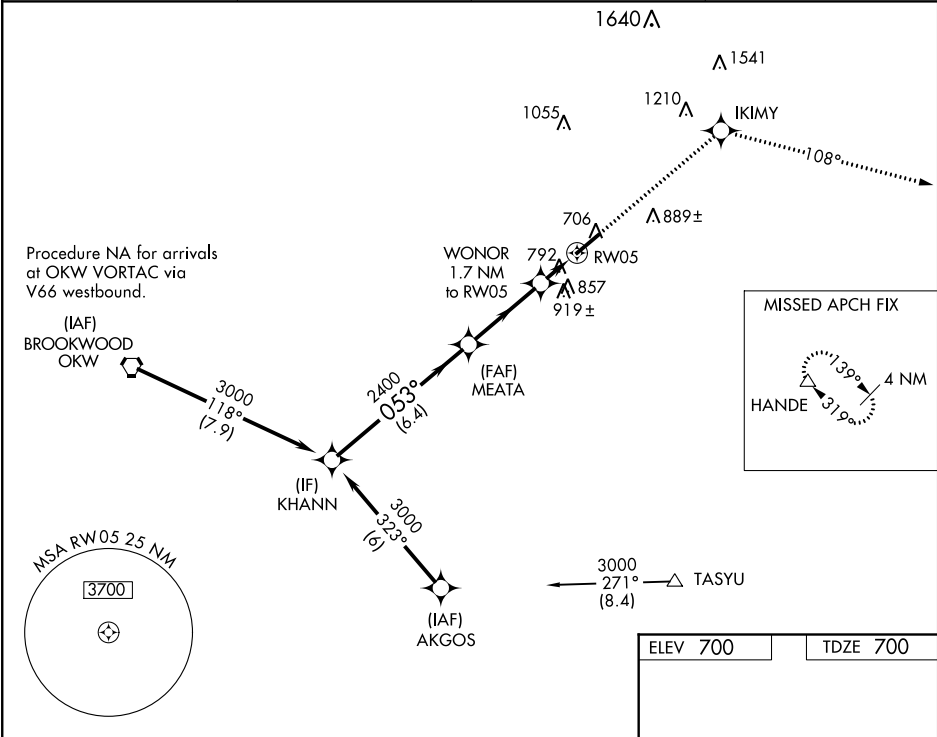 1640
1541
1210
IKIMY
1055
108°
889±
706
Procedure NA for arrivals
at OKW VORTAC via
V66 westbound.
WONOR
1.7 NM
to RW05
792
RW05
857
919±
(IAF)
BROOKWOOD
OKW
3000
118°
(7.9)
2400
053°
(6.4)
(FAF)
MEATA
MISSED APCH FIX
139°
4 NM
HANDE
319°
(IF)
KHANN
3000
323°
(6)
MSA RW05 25 NM
3700
(IAF)
AKGOS
3000
271°
(8.4)
TASYU
ELEV 700
TDZE 700